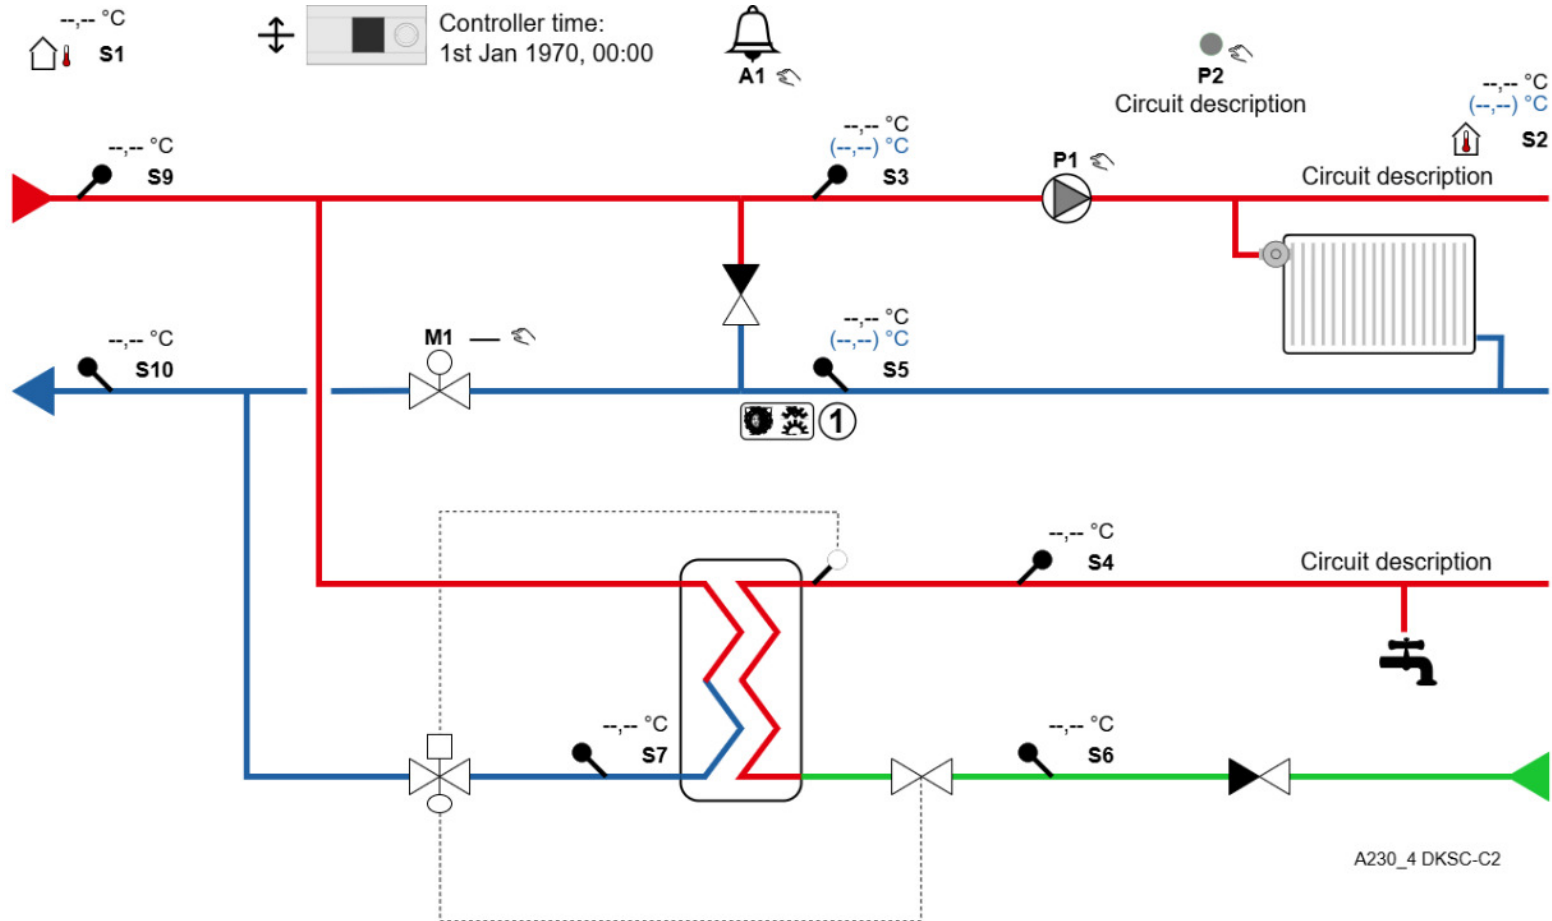 --,-- °C
S1
Controller time:
1st Jan 1970, 00:00
A1
P2
Circuit description
--,-- °C
(--,--) °C
S2
--,-- °C
S9
--,-- °C
(--,--) °C
S3
P1
Circuit description
--,-- °C
S10
M1
--,-- °C
(--,--) °C
S5
1
--,-- °C
S4
Circuit description
--,-- °C
S7
--,-- °C
S6
A230_4 DKSC-C2